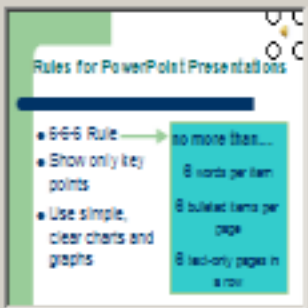 Rules for PowerPoint Presentations
6-6-6 Rule
Show only key
points
Use simple,
clear charts and
graphs
no more than....
6 words per item
6 bulleted items per
page
6 text-only pages in
a row